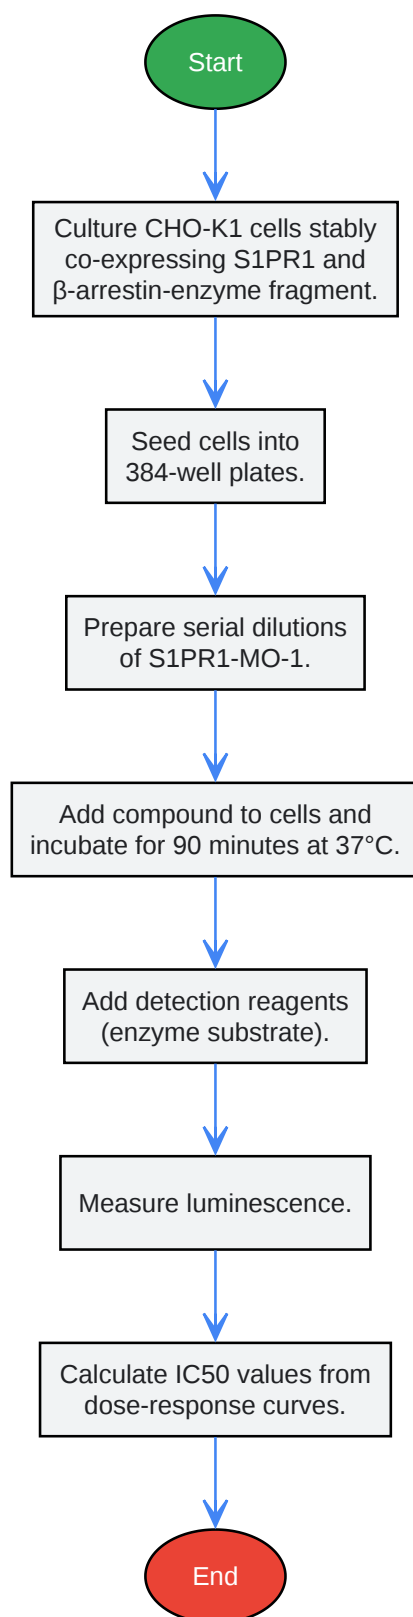 Start
Culture CHO-K1 cells stably
co-expressing S1PR1 and
β-arrestin-enzyme fragment.
Seed cells into
384-well plates.
Prepare serial dilutions
of S1PR1-MO-1.
Add compound to cells and
incubate for 90 minutes at 37°C.
Add detection reagents
(enzyme substrate).
Measure luminescence.
Calculate IC50 values from
dose-response curves.
End